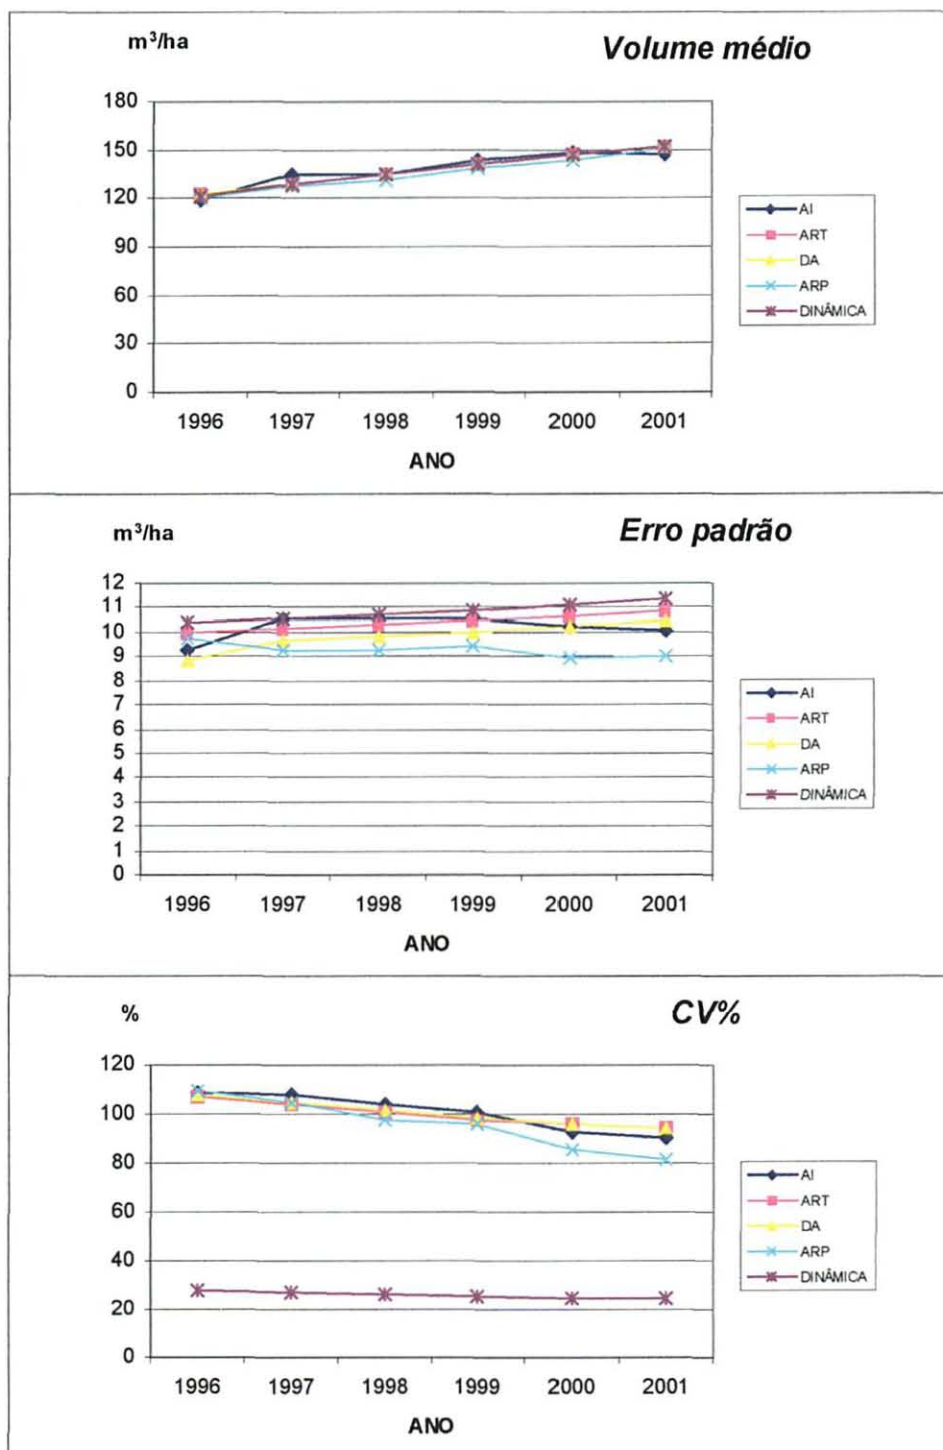 m³/ha
Volume médio
180
150
120
90
60
30
0
1996 1997 1998 1999 2000 2001
ANO
AI
ART
DA
ARP
DINÂMICA
m³/ha
Erro padrão
12
11
10
9
8
7
6
5
4
3
2
1
0
1996 1997 1998 1999 2000 2001
ANO
AI
ART
DA
ARP
DINÂMICA
%
CV%
120
100
80
60
40
20
0
1996 1997 1998 1999 2000 2001
ANO
AI
ART
DA
ARP
DINÂMICA